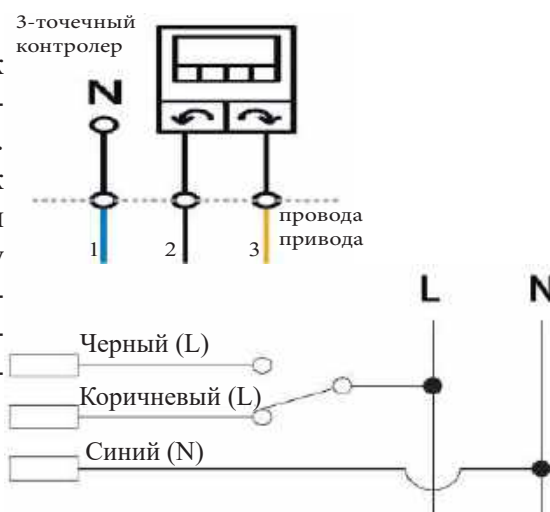 3-точечный
контролер
N
1
2
3
провода
привода
L N
Черный (L)
Коричневый (L)
Синий (N)